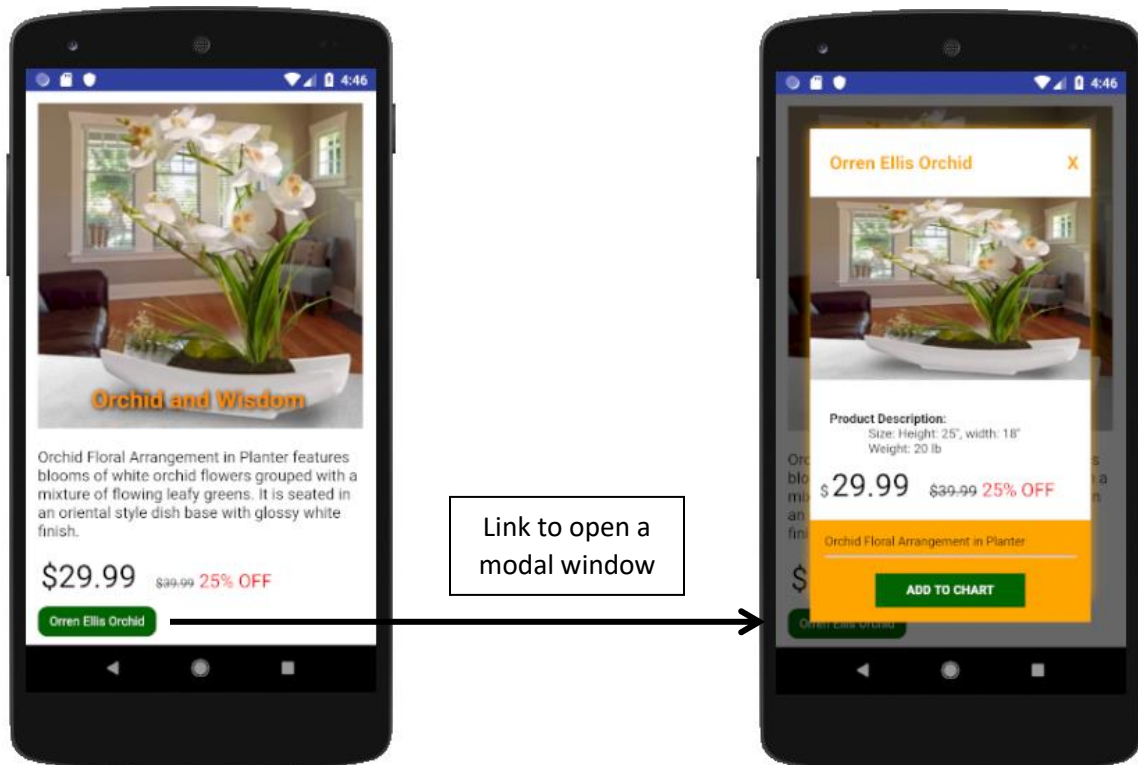 4:46
Orchid and Wisdom
Orchid Floral Arrangement in Planter features
blooms of white orchid flowers grouped with a
mixture of flowing leafy greens. It is seated in
an oriental style dish base with glossy white
finish.
$29.99 $39.99 25% OFF
Orren Ellis Orchid
Link to open a
modal window
4:46
Orren Ellis Orchid X
Product Description:
Size: Height: 25", width: 18"
Weight: 20 lb
$ 29.99 $39.99 25% OFF
Orchid Floral Arrangement in Planter
ADD TO CHART
Orren Ellis Orchid